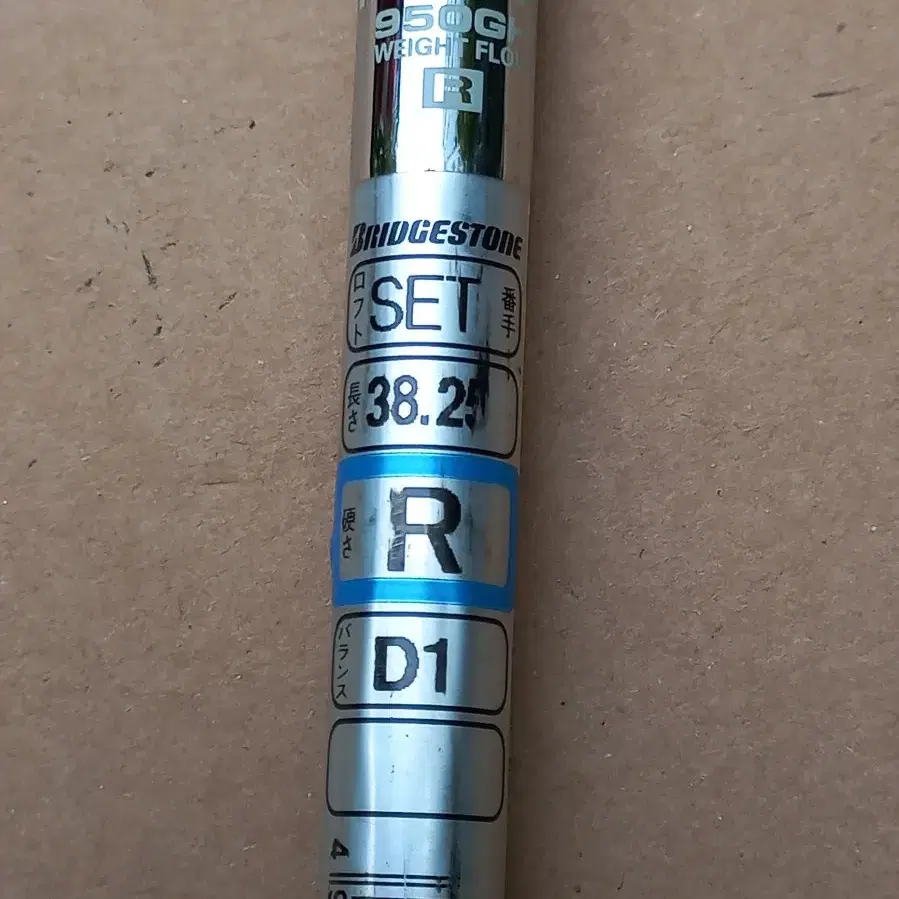 950GH
WEIGHT FLO
R
BRIDGESTONE
ロフト SET 番手
長さ 38.25
硬さ R
バランス D1
4